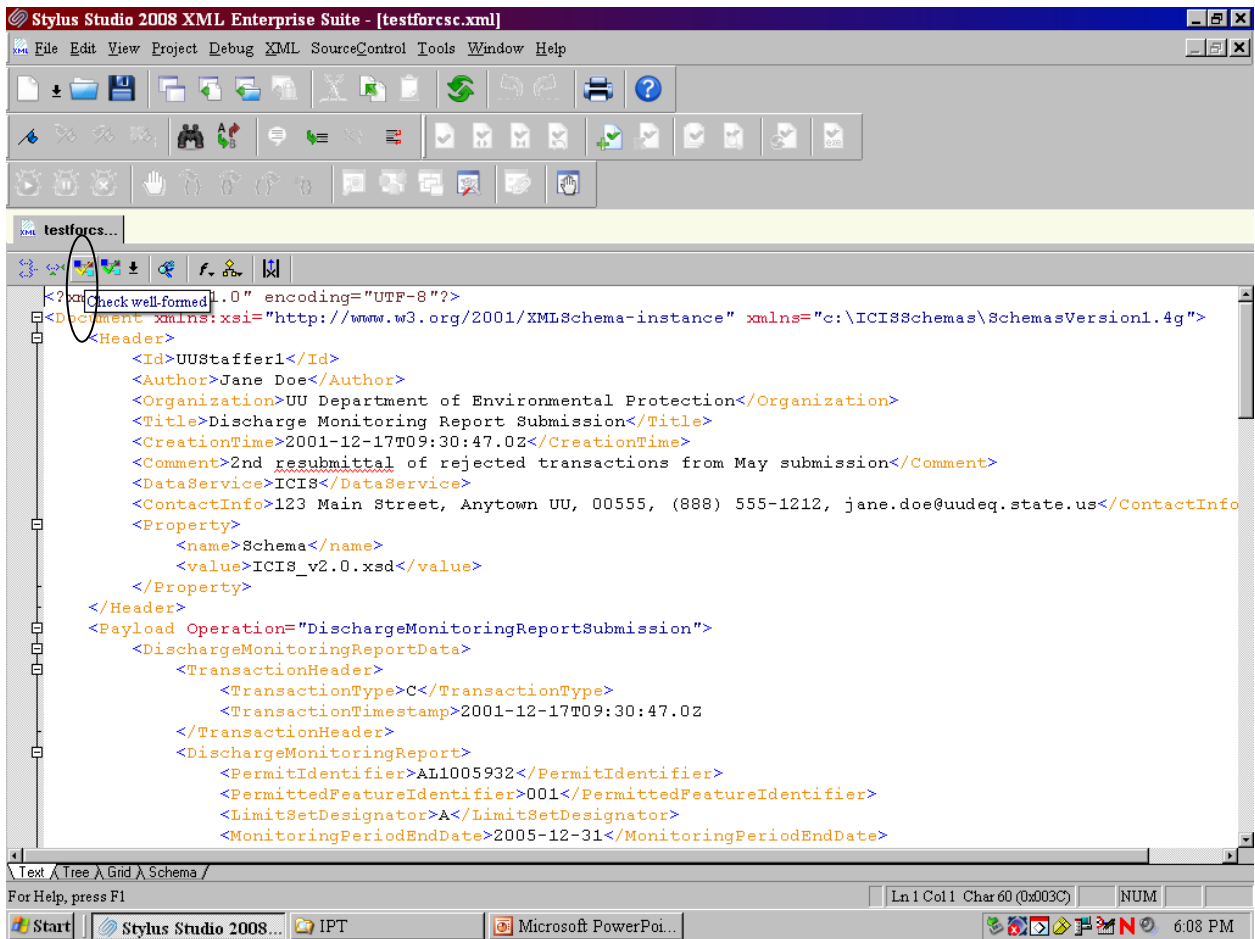 Stylus Studio 2008 XML Enterprise Suite - [testforcsc.xml]
File Edit View Project Debug XML SourceControl Tools Window Help
testforcs...
Check well-formed
<?xm 1.0" encoding="UTF-8"?>
<Document xmlns:xsi="http://www.w3.org/2001/XMLSchema-instance" xmlns="c:\ICISSchemas\SchemasVersion1.4g">
<Header>
<Id>UUStaffer1</Id>
<Author>Jane Doe</Author>
<Organization>UU Department of Environmental Protection</Organization>
<Title>Discharge Monitoring Report Submission</Title>
<CreationTime>2001-12-17T09:30:47.0Z</CreationTime>
<Comment>2nd resubmittal of rejected transactions from May submission</Comment>
<DataService>ICIS</DataService>
<ContactInfo>123 Main Street, Anytown UU, 00555, (888) 555-1212, jane.doe@uudeq.state.us</ContactInfo
<Property>
<name>Schema</name>
<value>ICIS_v2.0.xsd</value>
</Property>
</Header>
<Payload Operation="DischargeMonitoringReportSubmission">
<DischargeMonitoringReportData>
<TransactionHeader>
<TransactionType>C</TransactionType>
<TransactionTimestamp>2001-12-17T09:30:47.0Z
</TransactionHeader>
<DischargeMonitoringReport>
<PermitIdentifier>AL1005932</PermitIdentifier>
<PermittedFeatureIdentifier>001</PermittedFeatureIdentifier>
<LimitSetDesignator>A</LimitSetDesignator>
<MonitoringPeriodEndDate>2005-12-31</MonitoringPeriodEndDate>
Text Tree Grid Schema
For Help, press F1 Ln 1 Col 1 Char 60 (0x003C) NUM
Start Stylus Studio 2008... IPT Microsoft PowerPoi... 6:08 PM